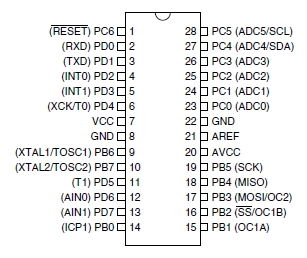 (RESET) PC6 1 28 PC5 (ADC5/SCL)
(RXD) PD0 2 27 PC4 (ADC4/SDA)
(TXD) PD1 3 26 PC3 (ADC3)
(INT0) PD2 4 25 PC2 (ADC2)
(INT1) PD3 5 24 PC1 (ADC1)
(XCK/T0) PD4 6 23 PC0 (ADC0)
VCC 7 22 GND
GND 8 21 AREF
(XTAL1/TOSC1) PB6 9 20 AVCC
(XTAL2/TOSC2) PB7 10 19 PB5 (SCK)
(T1) PD5 11 18 PB4 (MISO)
(AIN0) PD6 12 17 PB3 (MOSI/OC2)
(AIN1) PD7 13 16 PB2 (SS/OC1B)
(ICP1) PB0 14 15 PB1 (OC1A)